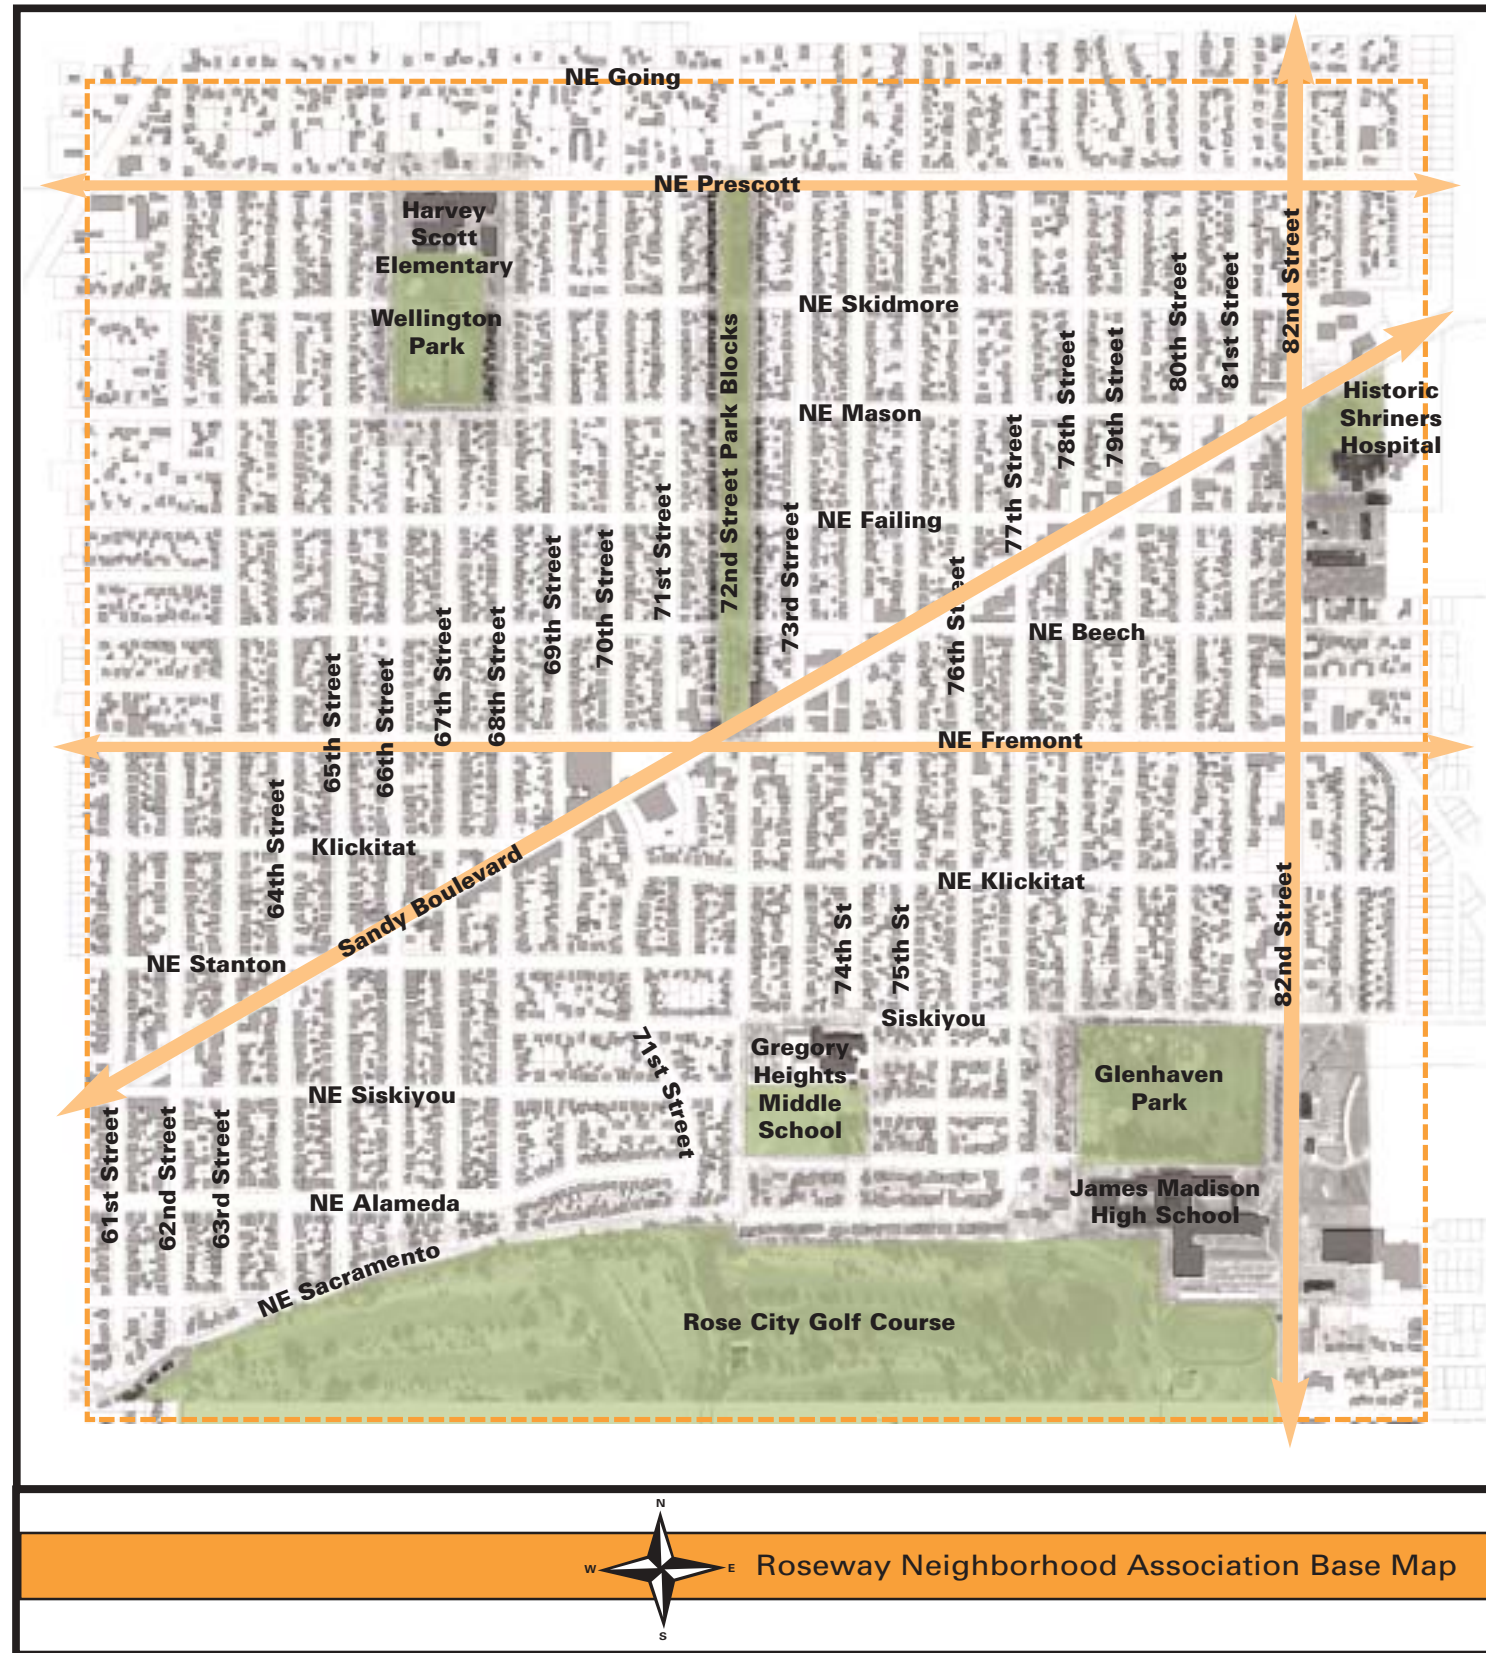 NE Going
NE Prescott
Harvey
Scott
Elementary
Wellington
Park
72nd Street Park Blocks
NE Skidmore
NE Mason
NE Failing
80th Street
81st Street
82nd Street
78th Street
79th Street
77th Street
76th Street
Historic
Shriners
Hospital
NE Beech
73rd Strreet
71st Street
70th Street
69th Street
68th Street
67th Street
66th Street
65th Street
64th Street
NE Fremont
Klickitat
Sandy Boulevard
NE Klickitat
NE Stanton
74th St
75th St
82nd Street
Siskiyou
71st Street
Gregory
Heights
Middle
School
Glenhaven
Park
NE Siskiyou
61st Street
62nd Street
63rd Street
NE Alameda
James Madison
High School
NE Sacramento
Rose City Golf Course
N
W
E
S
Roseway Neighborhood Association Base Map